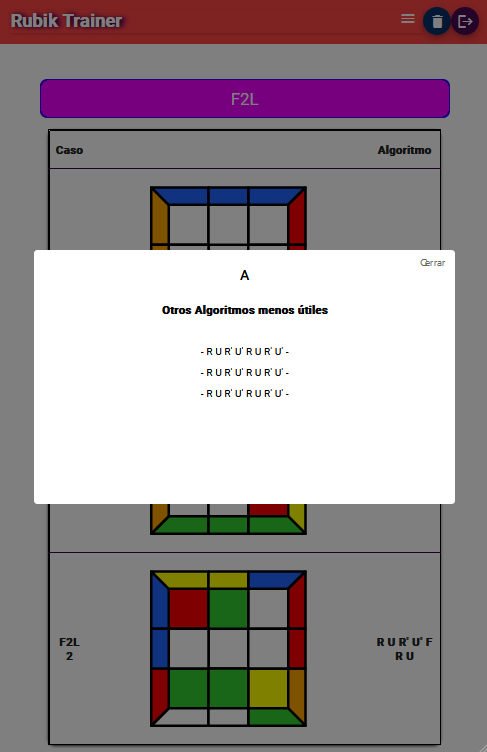 Rubik Trainer
F2L
Caso Algoritmo
Cerrar
A
Otros Algoritmos menos útiles
- R U R' U' R U R' U' -
- R U R' U' R U R' U' -
- R U R' U' R U R' U' -
F2L
2
R U R' U' F
R U